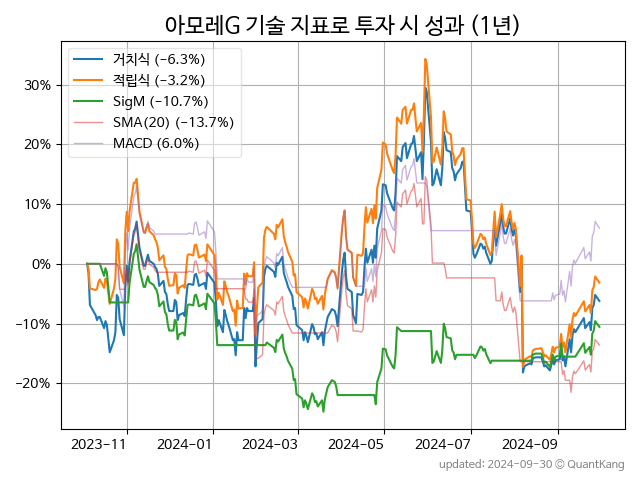 아모레G 기술 지표로 투자 시 성과 (1년)
거치식 (−6.3%)
적립식 (−3.2%)
SigM (−10.7%)
SMA(20) (−13.7%)
MACD (6.0%)
30%
20%
10%
0%
−10%
−20%
2023-11 2024-01 2024-03 2024-05 2024-07 2024-09
updated: 2024-09-30 © QuantKang